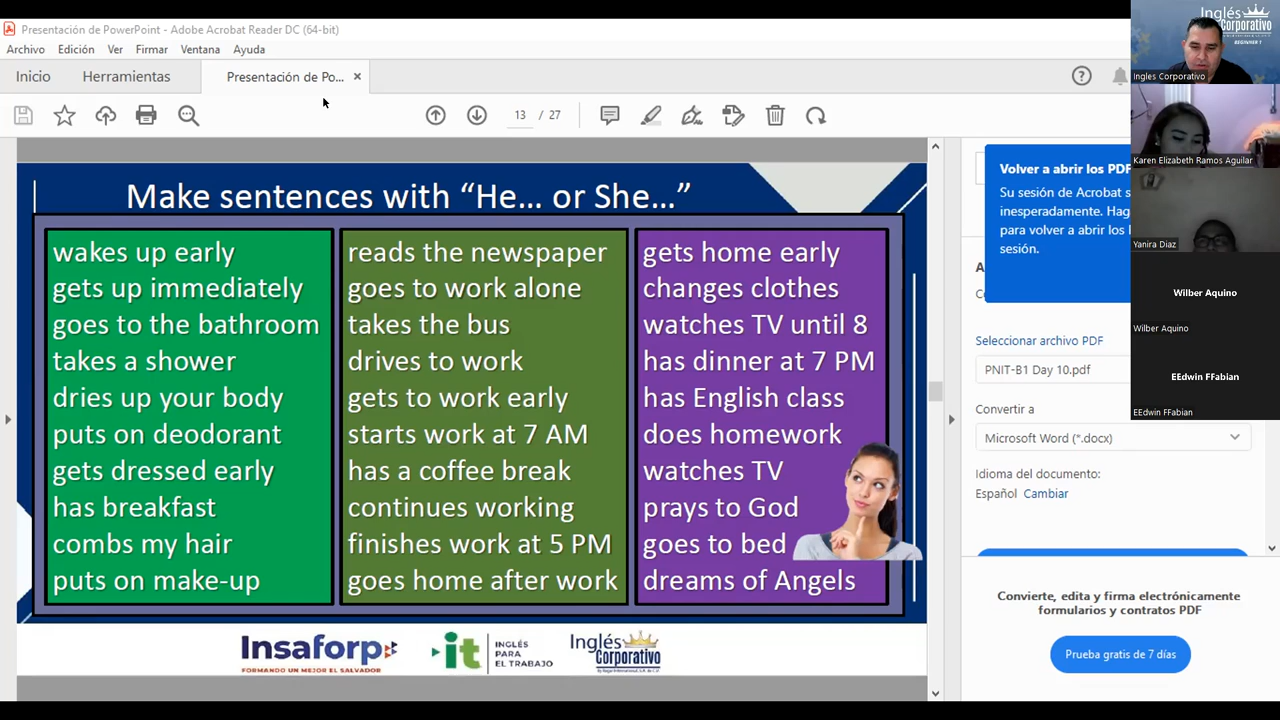 Presentación de PowerPoint - Adobe Acrobat Reader DC (64-bit)
Archivo Edición Ver Firmar Ventana Ayuda
Inicio Herramientas Presentación de Po... ×
13 / 27
Make sentences with “He... or She...”
wakes up early
gets up immediately
goes to the bathroom
takes a shower
dries up your body
puts on deodorant
gets dressed early
has breakfast
combs my hair
puts on make-up
reads the newspaper
goes to work alone
takes the bus
drives to work
gets to work early
starts work at 7 AM
has a coffee break
continues working
finishes work at 5 PM
goes home after work
gets home early
changes clothes
watches TV until 8
has dinner at 7 PM
has English class
does homework
watches TV
prays to God
goes to bed
dreams of Angels
Insaforp
FORMANDO UN MEJOR EL SALVADOR
it
INGLÉS
PARA
EL TRABAJO
Inglés
Corporativo
Volver a abrir los PDF
Su sesión de Acrobat s
inesperadamente. Hag
para volver a abrir los
sesión.
Seleccionar archivo PDF
PNIT-B1 Day 10.pdf
Convertir a
Microsoft Word (*.docx)
Idioma del documento:
Español Cambiar
Convierte, edita y firma electrónicamente
formularios y contratos PDF
Prueba gratis de 7 días
Inglés
Corporativo
BEGINNER 1
Ingles Corporativo
Karen Elizabeth Ramos Aguilar
Yanira Diaz
Wilber Aquino
Wilber Aquino
EEdwin FFabian
EEdwin FFabian